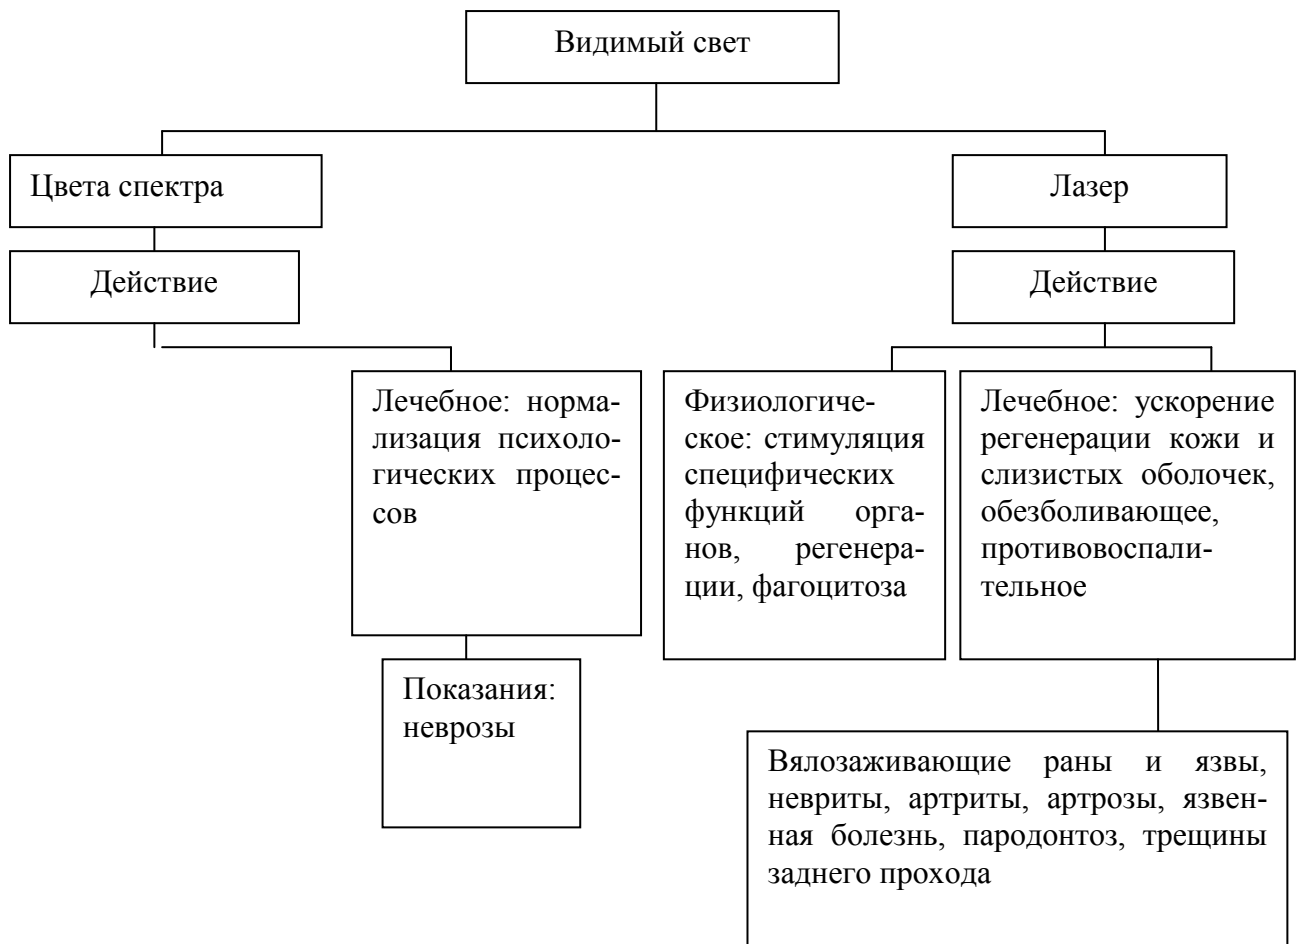 Видимый свет
Цвета спектра
Лазер
Действие
Действие
Лечебное: норма-
лизация психоло-
гических процес-
сов
Физиологиче-
ское: стимуляция
специфических
функций орга-
нов, регенера-
ции, фагоцитоза
Лечебное: ускорение
регенерации кожи и
слизистых оболочек,
обезболивающее,
противовоспали-
тельное
Показания:
неврозы
Вялозаживающие раны и язвы,
невриты, артриты, артрозы, язвен-
ная болезнь, пародонтоз, трещины
заднего прохода